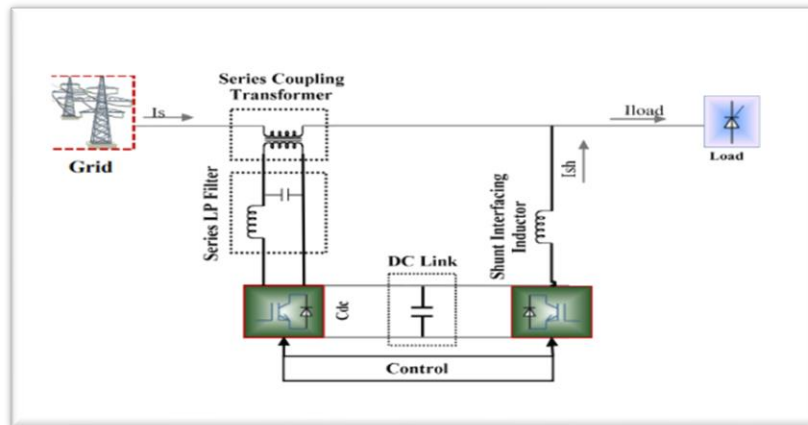 Series Coupling
Transformer
Is
Iload
Grid
Load
Series LP Filter
Ish
Shunt Interfacing
Inductor
DC Link
Cdc
Control